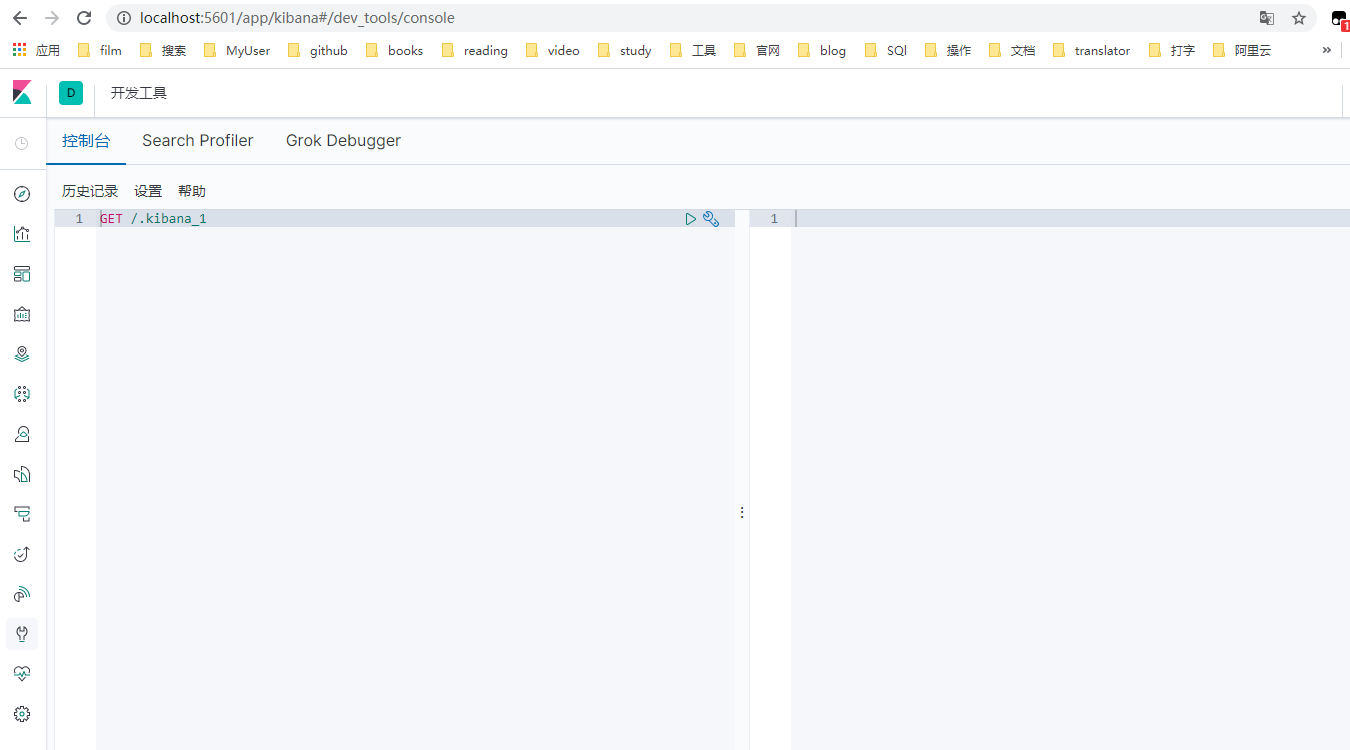 localhost:5601/app/kibana#/dev_tools/console
1
应用 film 搜索 MyUser github books reading video study 工具 官网 blog SQl 操作 文档 translator 打字 阿里云 »
D 开发工具
控制台 Search Profiler Grok Debugger
历史记录 设置 帮助
1 GET /.kibana_1
1